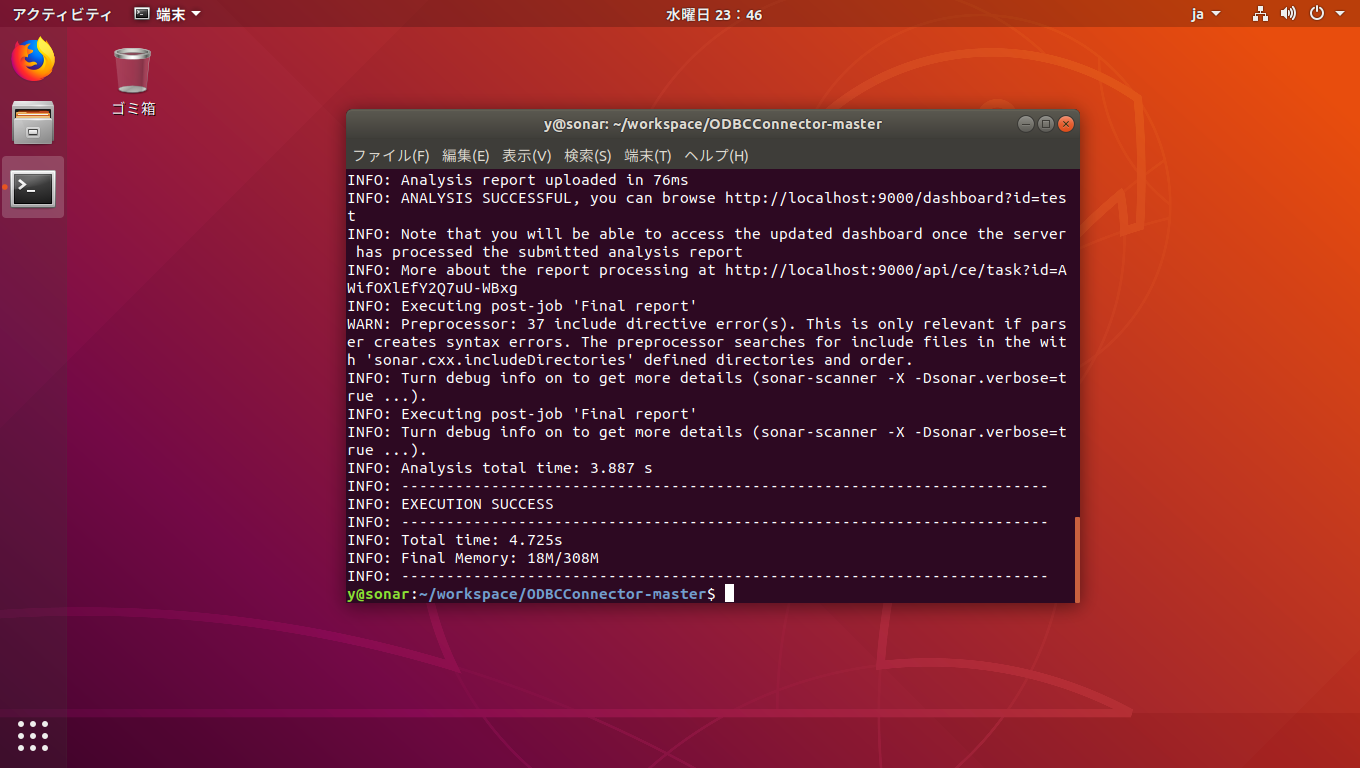 アクティビティ 端末 水曜日 23：46 ja
ゴミ箱
y@sonar: ~/workspace/ODBCConnector-master
ファイル(F) 編集(E) 表示(V) 検索(S) 端末(T) ヘルプ(H)
INFO: Analysis report uploaded in 76ms
INFO: ANALYSIS SUCCESSFUL, you can browse http://localhost:9000/dashboard?id=tes
t
INFO: Note that you will be able to access the updated dashboard once the server
 has processed the submitted analysis report
INFO: More about the report processing at http://localhost:9000/api/ce/task?id=A
WifOXlEfY2Q7uU-WBxg
INFO: Executing post-job 'Final report'
WARN: Preprocessor: 37 include directive error(s). This is only relevant if pars
er creates syntax errors. The preprocessor searches for include files in the wit
h 'sonar.cxx.includeDirectories' defined directories and order.
INFO: Turn debug info on to get more details (sonar-scanner -X -Dsonar.verbose=t
rue ...).
INFO: Executing post-job 'Final report'
INFO: Turn debug info on to get more details (sonar-scanner -X -Dsonar.verbose=t
rue ...).
INFO: Analysis total time: 3.887 s
INFO: ------------------------------------------------------------------------
INFO: EXECUTION SUCCESS
INFO: ------------------------------------------------------------------------
INFO: Total time: 4.725s
INFO: Final Memory: 18M/308M
INFO: ------------------------------------------------------------------------
y@sonar:~/workspace/ODBCConnector-master$